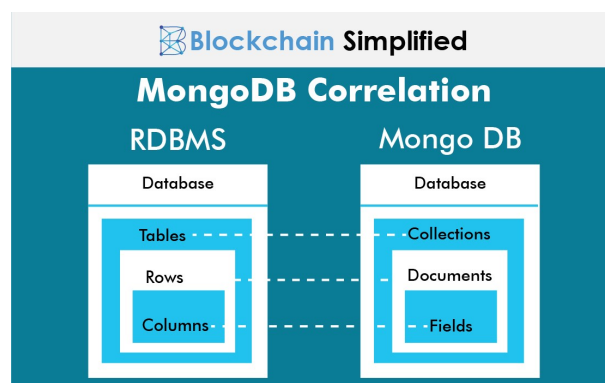 Blockchain Simplified
MongoDB Correlation
RDBMS
Mongo DB
Database
Database
Tables
Collections
Rows
Documents
Columns
Fields